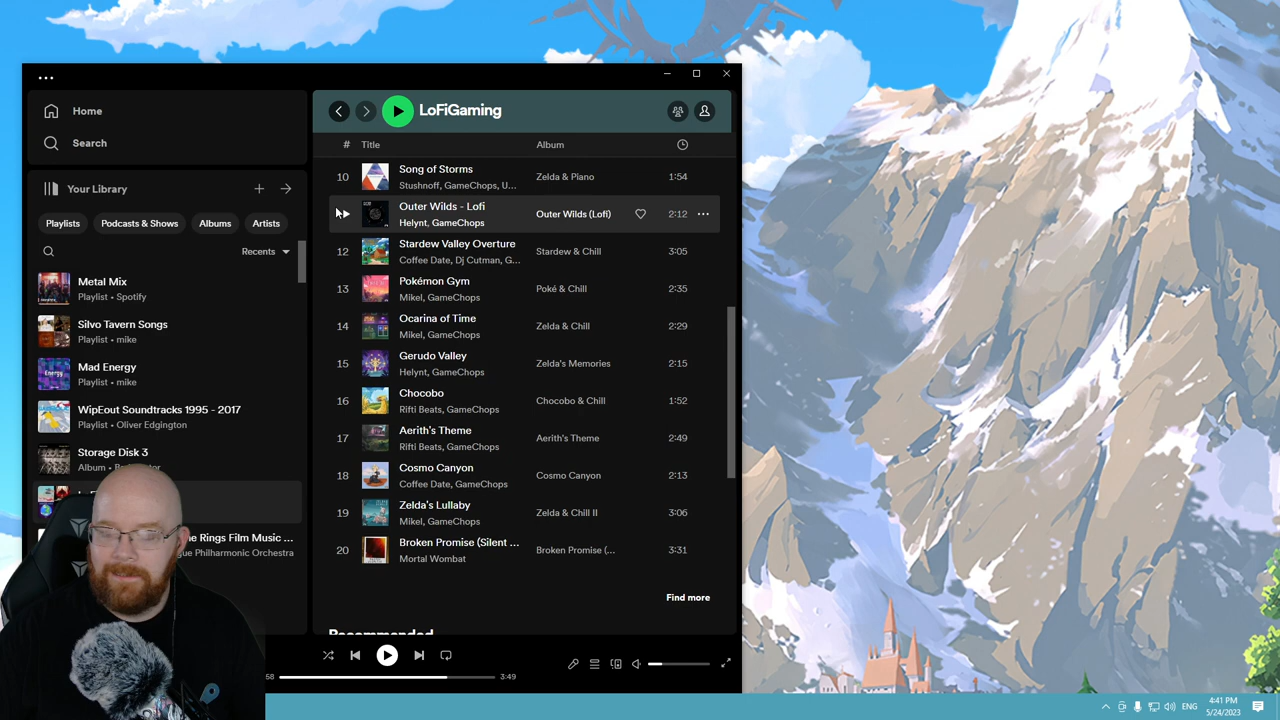 Home
Search
Your Library
Playlists
Podcasts & Shows
Albums
Artists
Recents
Metal Mix
Playlist • Spotify
Silvo Tavern Songs
Playlist • mike
Mad Energy
Playlist • mike
WipEout Soundtracks 1995 - 2017
Playlist • Oliver Edgington
Storage Disk 3
Album •
Rings Film Music ...
Philharmonic Orchestra
LoFiGaming
# Title Album
10 Song of Storms Zelda & Piano 1:54
Stushnoff, GameChops, U...
Outer Wilds - Lofi Outer Wilds (Lofi) 2:12
Helynt, GameChops
12 Stardew Valley Overture Stardew & Chill 3:05
Coffee Date, Dj Cutman, G...
13 Pokémon Gym Poké & Chill 2:35
Mikel, GameChops
14 Ocarina of Time Zelda & Chill 2:29
Mikel, GameChops
15 Gerudo Valley Zelda's Memories 2:15
Helynt, GameChops
16 Chocobo Chocobo & Chill 1:52
Rifti Beats, GameChops
17 Aerith's Theme Aerith's Theme 2:49
Rifti Beats, GameChops
18 Cosmo Canyon Cosmo Canyon 2:13
Coffee Date, GameChops
19 Zelda's Lullaby Zelda & Chill II 3:06
Mikel, GameChops
20 Broken Promise (Silent ... Broken Promise (... 3:31
Mortal Wombat
Find more
Recommended
58 3:49
ENG
4:41 PM
5/24/2023